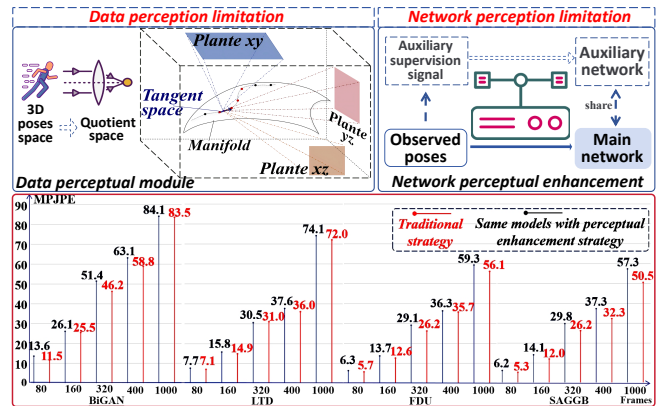 Data perception limitation
Plante xy
Tangent
space
Manifold
Plante
yz
Plante xz
3D
poses
space
Quotient
space
Data perceptual module
Network perception limitation
Auxiliary
supervision
signal
Auxiliary
network
share
Observed
poses
Main
network
Network perceptual enhancement
MPJPE
Traditional
strategy
Same models with perceptual
enhancement strategy
90
80
70
60
50
40
30
20
10
0
13.6 11.5 26.1 25.5 51.4 46.2 63.1 58.8 84.1 83.5
7.7 7.1 15.8 14.9 30.5 31.0 37.6 36.0 74.1 72.0
6.3 5.7 13.7 12.6 29.1 26.2 36.3 35.7 59.3 56.1
6.2 5.3 14.1 12.0 29.8 26.2 37.3 32.3 57.3 50.5
80 160 320 400 1000 80 160 320 400 1000 80 160 320 400 1000 80 160 320 400 1000
BiGAN LTD FDU SAGGB Frames